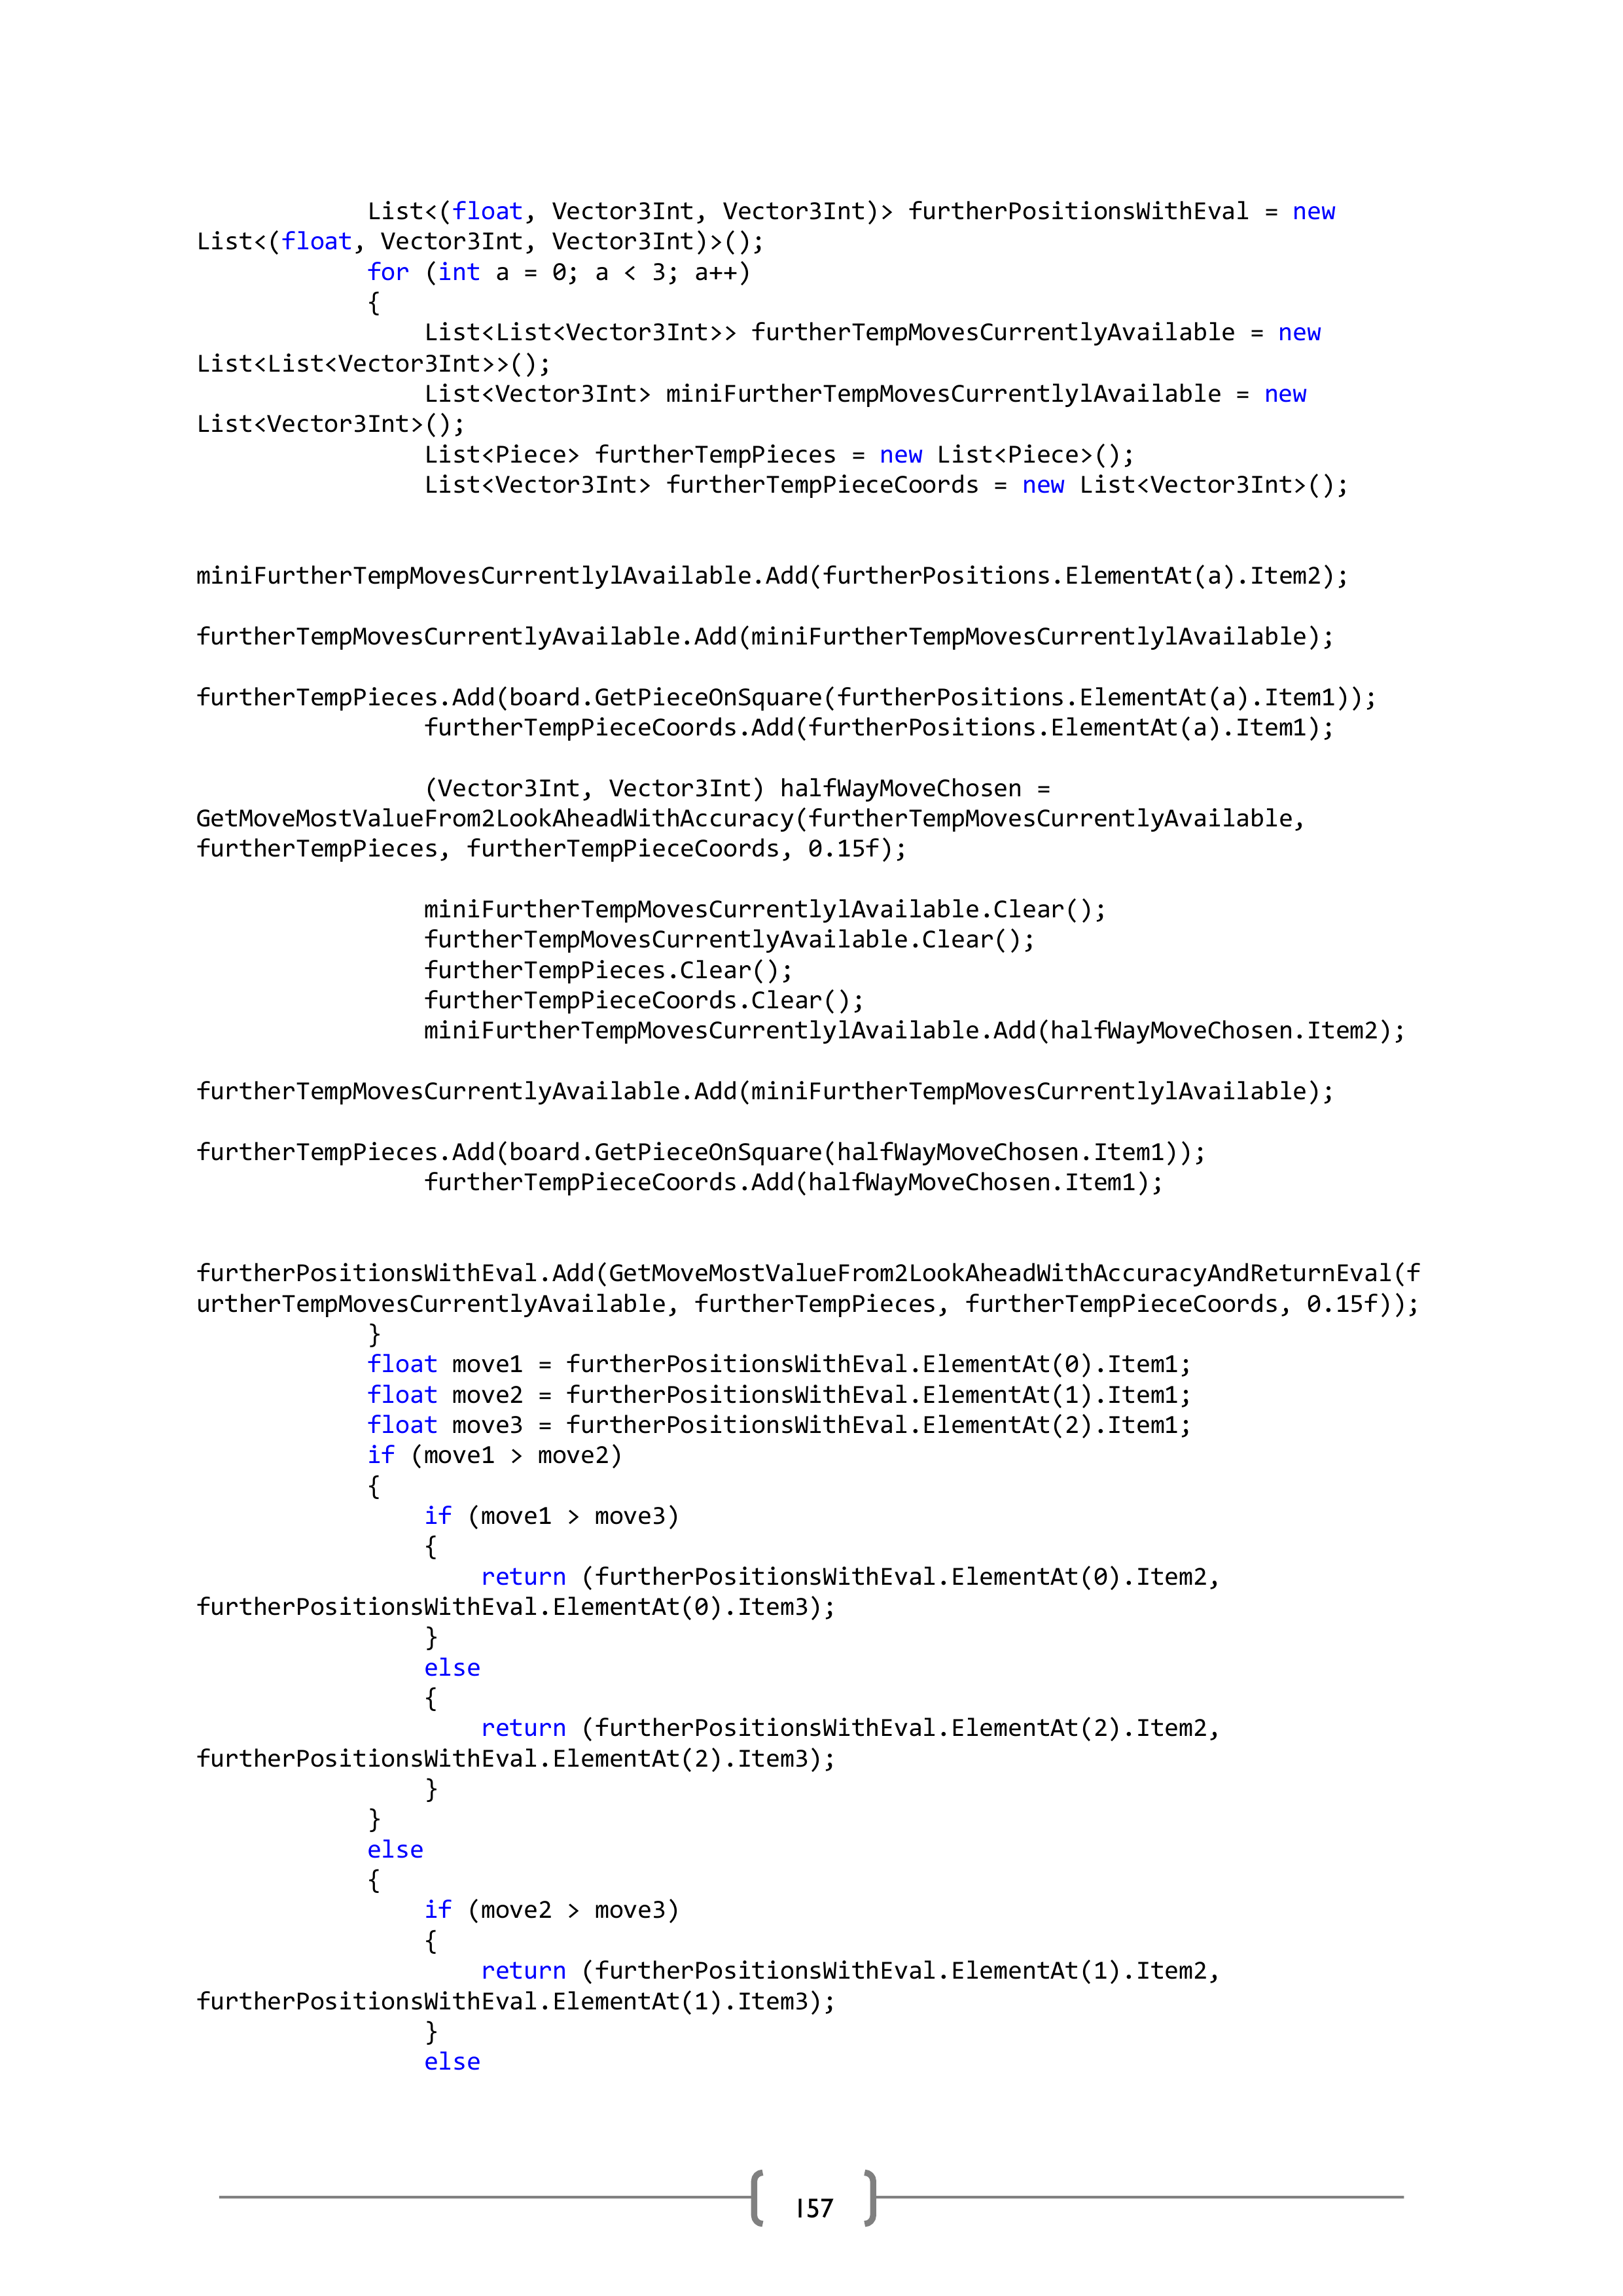 List<(float, Vector3Int, Vector3Int)> furtherPositionsWithEval = new
List<(float, Vector3Int, Vector3Int)>();
for (int a = 0; a < 3; a++)
{
List<List<Vector3Int>> furtherTempMovesCurrentlyAvailable = new
List<List<Vector3Int>>();
List<Vector3Int> miniFurtherTempMovesCurrentlylAvailable = new
List<Vector3Int>();
List<Piece> furtherTempPieces = new List<Piece>();
List<Vector3Int> furtherTempPieceCoords = new List<Vector3Int>();
miniFurtherTempMovesCurrentlylAvailable.Add(furtherPositions.ElementAt(a).Item2);
furtherTempMovesCurrentlyAvailable.Add(miniFurtherTempMovesCurrentlylAvailable);
furtherTempPieces.Add(board.GetPieceOnSquare(furtherPositions.ElementAt(a).Item1));
furtherTempPieceCoords.Add(furtherPositions.ElementAt(a).Item1);
(Vector3Int, Vector3Int) halfWayMoveChosen =
GetMoveMostValueFrom2LookAheadWithAccuracy(furtherTempMovesCurrentlyAvailable,
furtherTempPieces, furtherTempPieceCoords, 0.15f);
miniFurtherTempMovesCurrentlylAvailable.Clear();
furtherTempMovesCurrentlyAvailable.Clear();
furtherTempPieces.Clear();
furtherTempPieceCoords.Clear();
miniFurtherTempMovesCurrentlylAvailable.Add(halfWayMoveChosen.Item2);
furtherTempMovesCurrentlyAvailable.Add(miniFurtherTempMovesCurrentlylAvailable);
furtherTempPieces.Add(board.GetPieceOnSquare(halfWayMoveChosen.Item1));
furtherTempPieceCoords.Add(halfWayMoveChosen.Item1);
furtherPositionsWithEval.Add(GetMoveMostValueFrom2LookAheadWithAccuracyAndReturnEval(f
urtherTempMovesCurrentlyAvailable, furtherTempPieces, furtherTempPieceCoords, 0.15f));
}
float move1 = furtherPositionsWithEval.ElementAt(0).Item1;
float move2 = furtherPositionsWithEval.ElementAt(1).Item1;
float move3 = furtherPositionsWithEval.ElementAt(2).Item1;
if (move1 > move2)
{
if (move1 > move3)
{
return (furtherPositionsWithEval.ElementAt(0).Item2,
furtherPositionsWithEval.ElementAt(0).Item3);
}
else
{
return (furtherPositionsWithEval.ElementAt(2).Item2,
furtherPositionsWithEval.ElementAt(2).Item3);
}
}
else
{
if (move2 > move3)
{
return (furtherPositionsWithEval.ElementAt(1).Item2,
furtherPositionsWithEval.ElementAt(1).Item3);
}
else
157